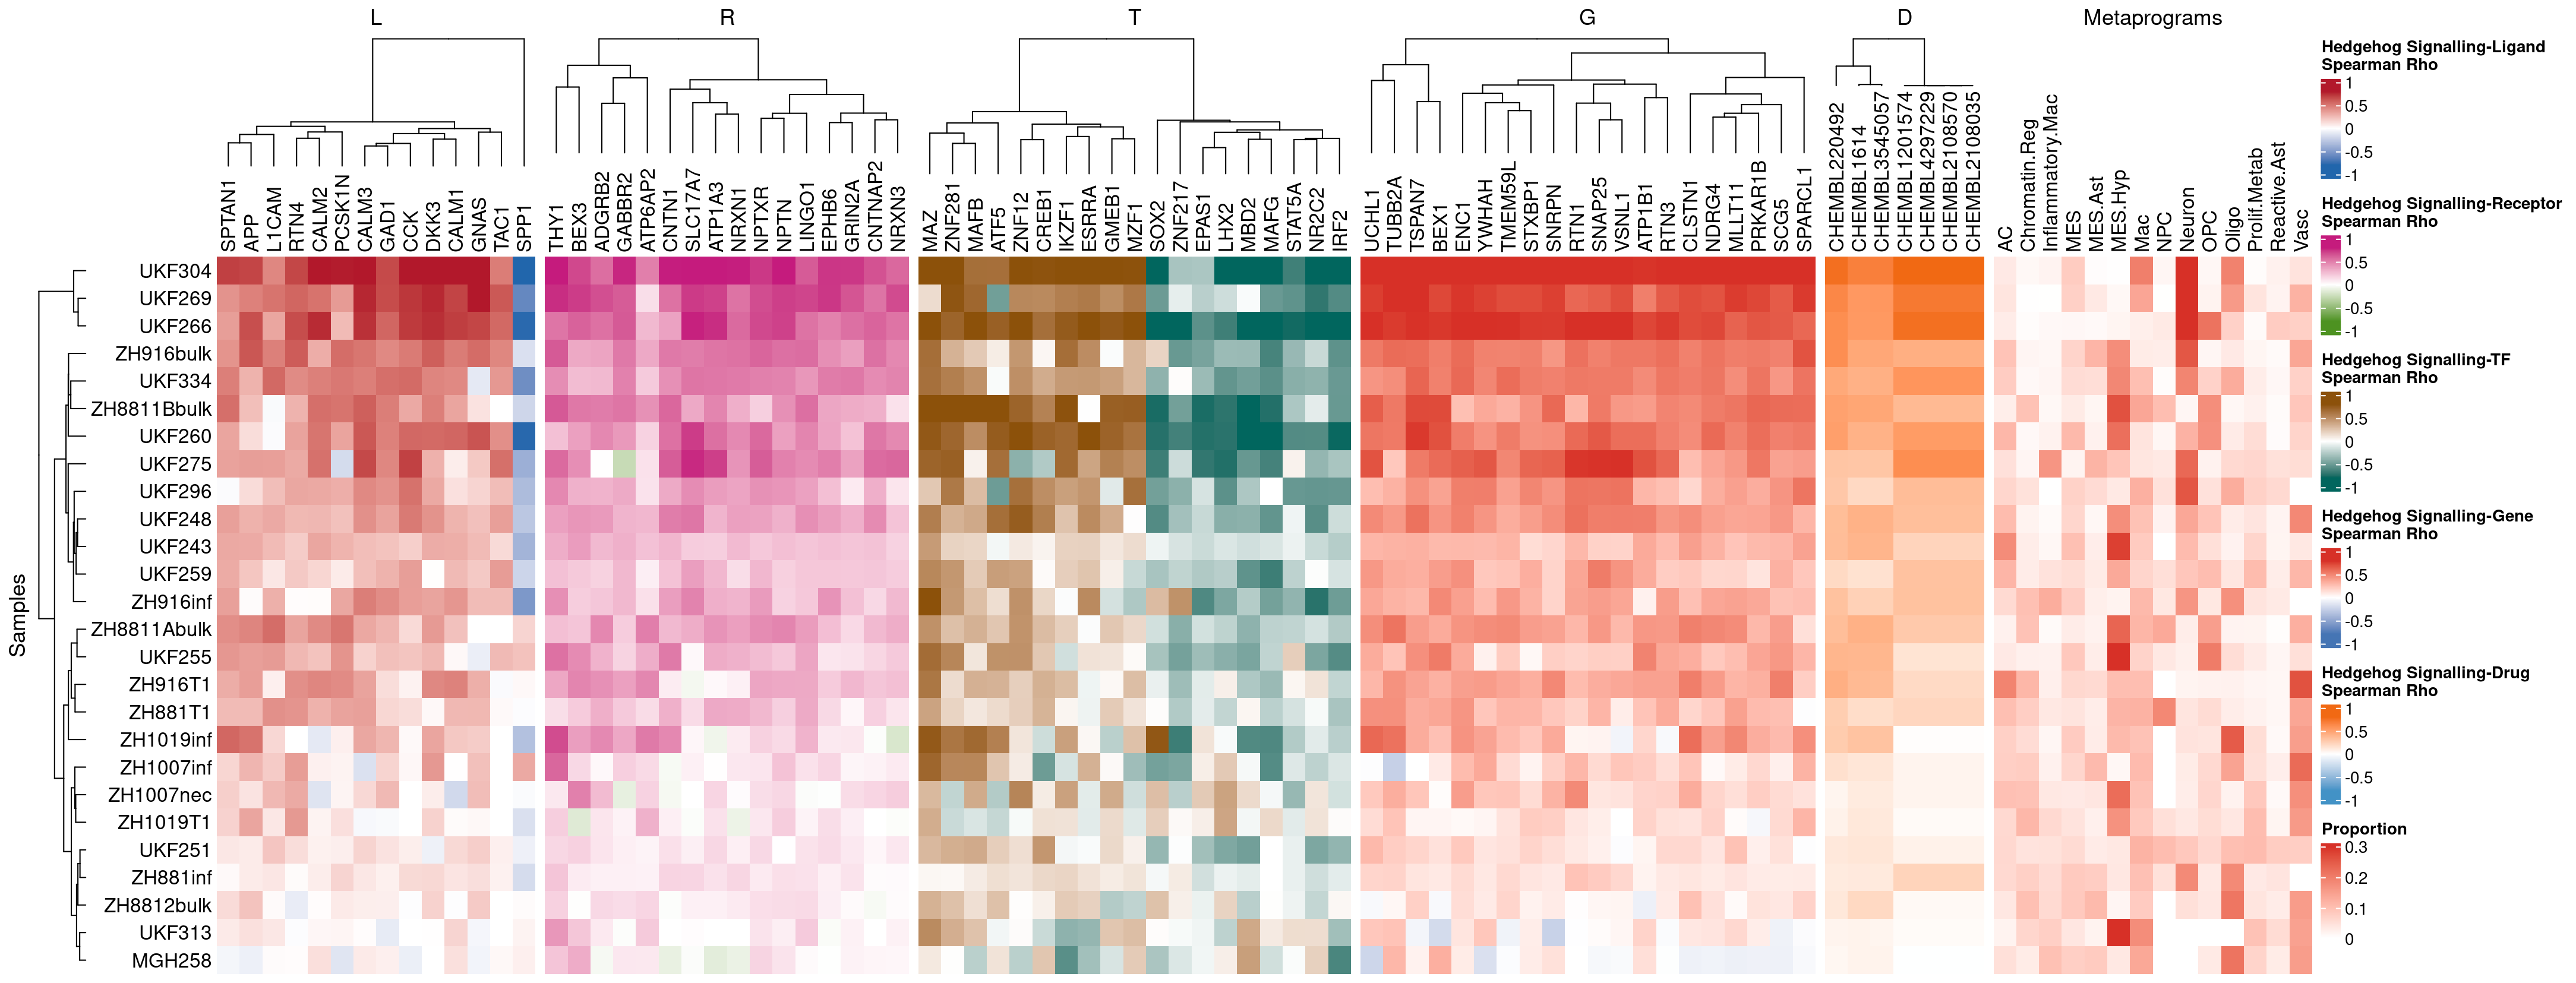 L R T G D Metaprograms
SPTAN1 APP L1CAM RTN4 CALM2 PCSK1N CALM3 GAD1 CCK DKK3 CALM1 GNAS TAC1 SPP1
THY1 BEX3 ADGRB2 GABBR2 ATP6AP2 CNTN1 SLC17A7 ATP1A3 NRXN1 NPTXR NPTN LINGO1 EPHB6 GRIN2A CNTNAP2 NRXN3
MAZ ZNF281 MAFB ATF5 ZNF12 CREB1 IKZF1 ESRRA GMEB1 MZF1 SOX2 ZNF217 EPAS1 LHX2 MBD2 MAFG STAT5A NR2C2 IRF2
UCHL1 TUBB2A TSPAN7 BEX1 ENC1 YWHAH TMEM59L STXBP1 SNRPN RTN1 SNAP25 VSNL1 ATP1B1 RTN3 CLSTN1 NDRG4 MLLT11 PRKAR1B SCG5 SPARCL1
CHEMBL220492 CHEMBL1614 CHEMBL3545057 CHEMBL1201574 CHEMBL4297229 CHEMBL2108570 CHEMBL2108035
AC Chromatin.Reg Inflammatory.Mac MES MES.Ast MES.Hyp Mac NPC Neuron OPC Oligo Prolif.Metab Reactive.Ast Vasc
Samples
UKF304
UKF269
UKF266
ZH916bulk
UKF334
ZH8811Bbulk
UKF260
UKF275
UKF296
UKF248
UKF243
UKF259
ZH916inf
ZH8811Abulk
UKF255
ZH916T1
ZH881T1
ZH1019inf
ZH1007inf
ZH1007nec
ZH1019T1
UKF251
ZH881inf
ZH8812bulk
UKF313
MGH258
Hedgehog Signalling-Ligand
Spearman Rho
1
0.5
0
-0.5
-1
Hedgehog Signalling-Receptor
Spearman Rho
1
0.5
0
-0.5
-1
Hedgehog Signalling-TF
Spearman Rho
1
0.5
0
-0.5
-1
Hedgehog Signalling-Gene
Spearman Rho
1
0.5
0
-0.5
-1
Hedgehog Signalling-Drug
Spearman Rho
1
0.5
0
-0.5
-1
Proportion
0.3
0.2
0.1
0